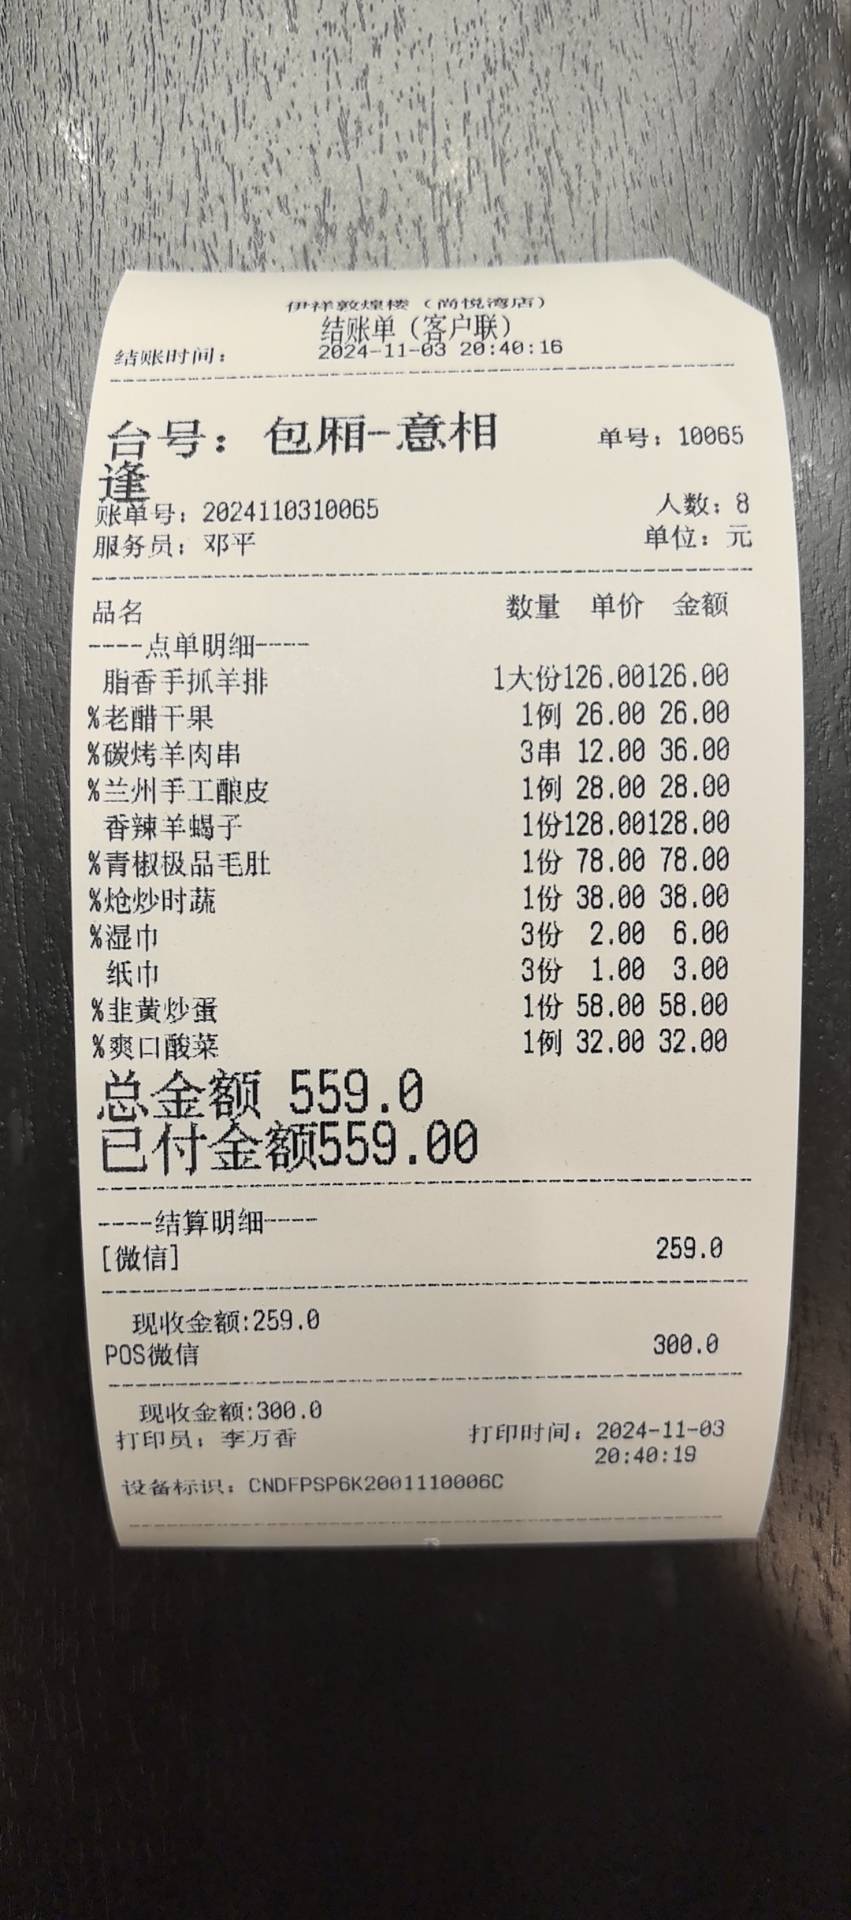 伊祥敦煌楼（尚悦湾店）
结账单（客户联）
结账时间： 2024-11-03 20:40:16
台号：包厢-意相 单号：10065
逢
账单号：2024110310065 人数：8
服务员：邓平 单位：元
品名 数量 单价 金额
----点单明细----
脂香手抓羊排 1大份126.00126.00
%老醋干果 1例 26.00 26.00
%碳烤羊肉串 3串 12.00 36.00
%兰州手工酿皮 1例 28.00 28.00
香辣羊蝎子 1份128.00128.00
%青椒极品毛肚 1份 78.00 78.00
%炝炒时蔬 1份 38.00 38.00
%湿巾 3份 2.00 6.00
纸巾 3份 1.00 3.00
%韭黄炒蛋 1份 58.00 58.00
%爽口酸菜 1例 32.00 32.00
总金额 559.0
已付金额559.00
----结算明细----
[微信] 259.0
现收金额:259.0
POS微信 300.0
现收金额:300.0
打印员：李万香 打印时间：2024-11-03
20:40:19
设备标识：CNDFPSP6K2001110006C